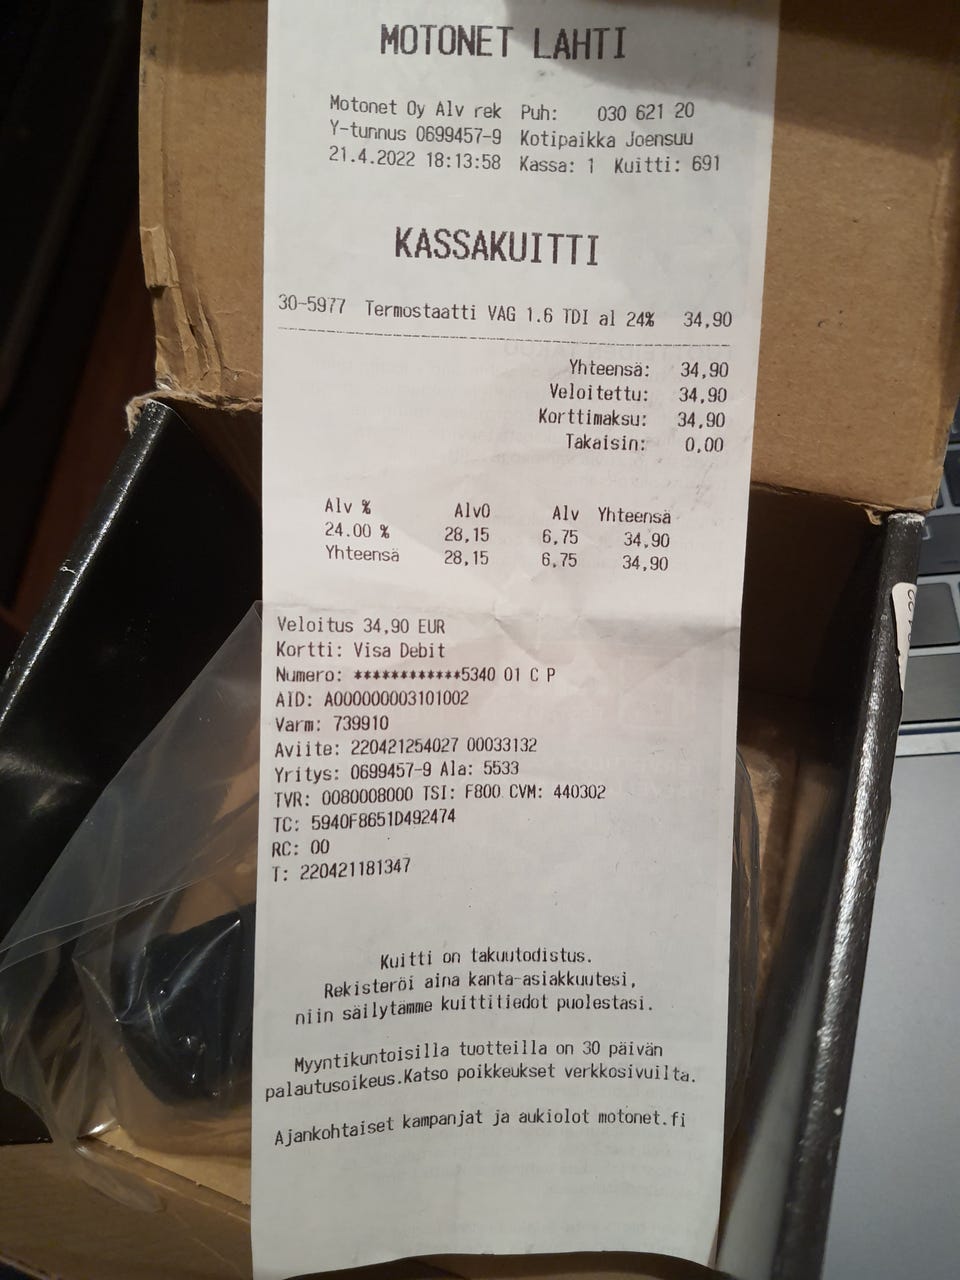 MOTONET LAHTI
Motonet Oy Alv rek Puh: 030 621 20
Y-tunnus 0699457-9 Kotipaikka Joensuu
21.4.2022 18:13:58 Kassa: 1 Kuitti: 691
KASSAKUITTI
30-5977 Termostaatti VAG 1.6 TDI al 24% 34,90
Yhteensä: 34,90
Veloitettu: 34,90
Korttimaksu: 34,90
Takaisin: 0,00
Alv % Alv0 Alv Yhteensä
24.00 % 28,15 6,75 34,90
Yhteensä 28,15 6,75 34,90
Veloitus 34,90 EUR
Kortti: Visa Debit
Numero: ************5340 01 C P
AID: A000000003101002
Varm: 739910
Aviite: 220421254027 00033132
Yritys: 0699457-9 Ala: 5533
TVR: 0080008000 TSI: F800 CVM: 440302
TC: 5940F8651D492474
RC: 00
T: 220421181347
Kuitti on takuutodistus.
Rekisteröi aina kanta-asiakkuutesi,
niin säilytämme kuittitiedot puolestasi.
Myyntikuntoisilla tuotteilla on 30 päivän
palautusoikeus.Katso poikkeukset verkkosivuilta.
Ajankohtaiset kampanjat ja aukiolot motonet.fi